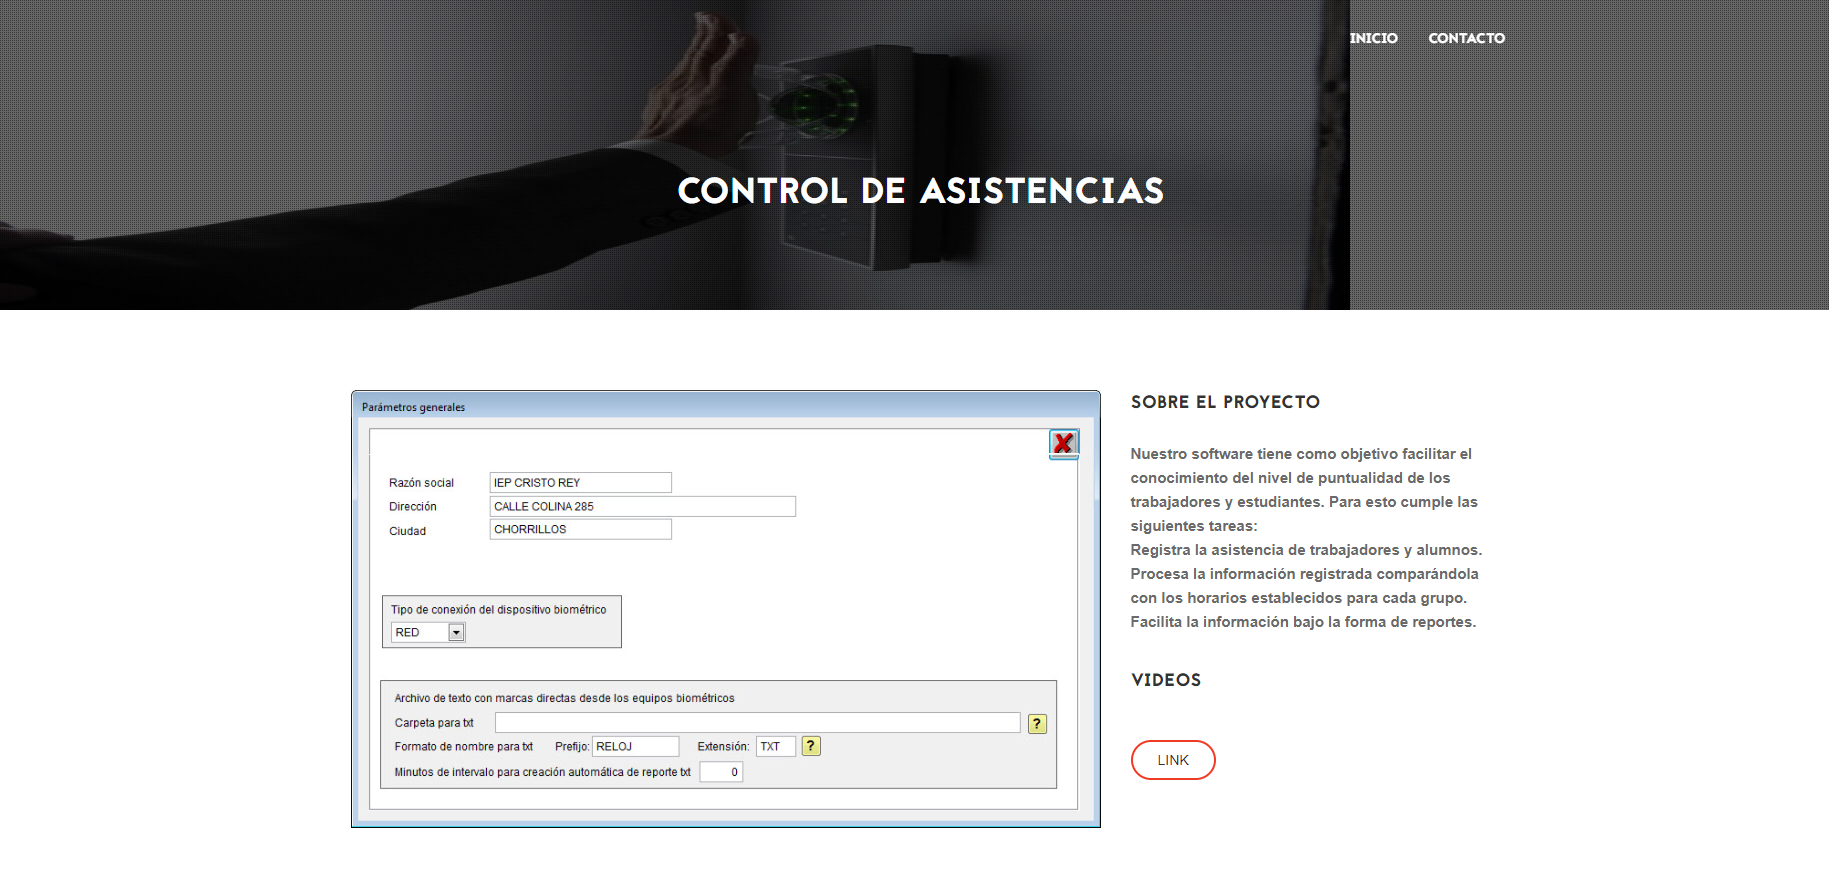 INICIO CONTACTO
CONTROL DE ASISTENCIAS
Parámetros generales
Razón social IEP CRISTO REY
Dirección CALLE COLINA 285
Ciudad CHORRILLOS
Tipo de conexión del dispositivo biométrico
RED
Archivo de texto con marcas directas desde los equipos biométricos
Carpeta para txt ?
Formato de nombre para txt Prefijo: RELOJ Extensión: TXT ?
Minutos de intervalo para creación automática de reporte txt 0
SOBRE EL PROYECTO
Nuestro software tiene como objetivo facilitar el
conocimiento del nivel de puntualidad de los
trabajadores y estudiantes. Para esto cumple las
siguientes tareas:
Registra la asistencia de trabajadores y alumnos.
Procesa la información registrada comparándola
con los horarios establecidos para cada grupo.
Facilita la información bajo la forma de reportes.
VIDEOS
LINK